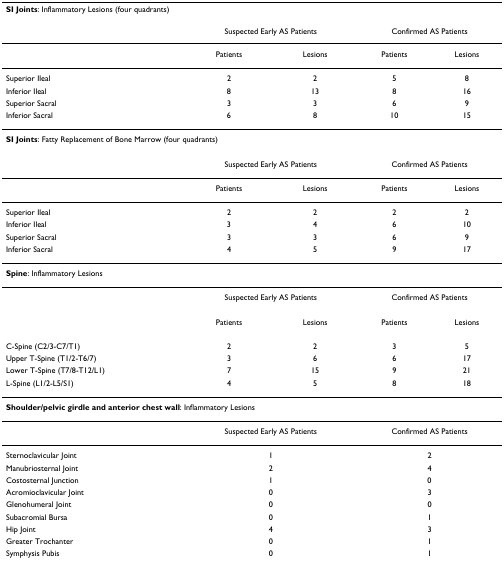 SI Joints: Inflammatory Lesions (four quadrants)
Suspected Early AS Patients Confirmed AS Patients
Patients Lesions Patients Lesions
Superior Ileal 2 2 5 8
Inferior Ileal 8 13 8 16
Superior Sacral 3 3 6 9
Inferior Sacral 6 8 10 15
SI Joints: Fatty Replacement of Bone Marrow (four quadrants)
Suspected Early AS Patients Confirmed AS Patients
Patients Lesions Patients Lesions
Superior Ileal 2 2 2 2
Inferior Ileal 3 4 6 10
Superior Sacral 3 3 6 9
Inferior Sacral 4 5 9 17
Spine: Inflammatory Lesions
Suspected Early AS Patients Confirmed AS Patients
Patients Lesions Patients Lesions
C-Spine (C2/3-C7/T1) 2 2 3 5
Upper T-Spine (T1/2-T6/7) 3 6 6 17
Lower T-Spine (T7/8-T12/L1) 7 15 9 21
L-Spine (L1/2-L5/S1) 4 5 8 18
Shoulder/pelvic girdle and anterior chest wall: Inflammatory Lesions
Suspected Early AS Patients Confirmed AS Patients
Sternoclavicular Joint 1 2
Manubriosternal Joint 2 4
Costosternal Junction 1 0
Acromioclavicular Joint 0 3
Glenohumeral Joint 0 0
Subacromial Bursa 0 1
Hip Joint 4 3
Greater Trochanter 0 1
Symphysis Pubis 0 1